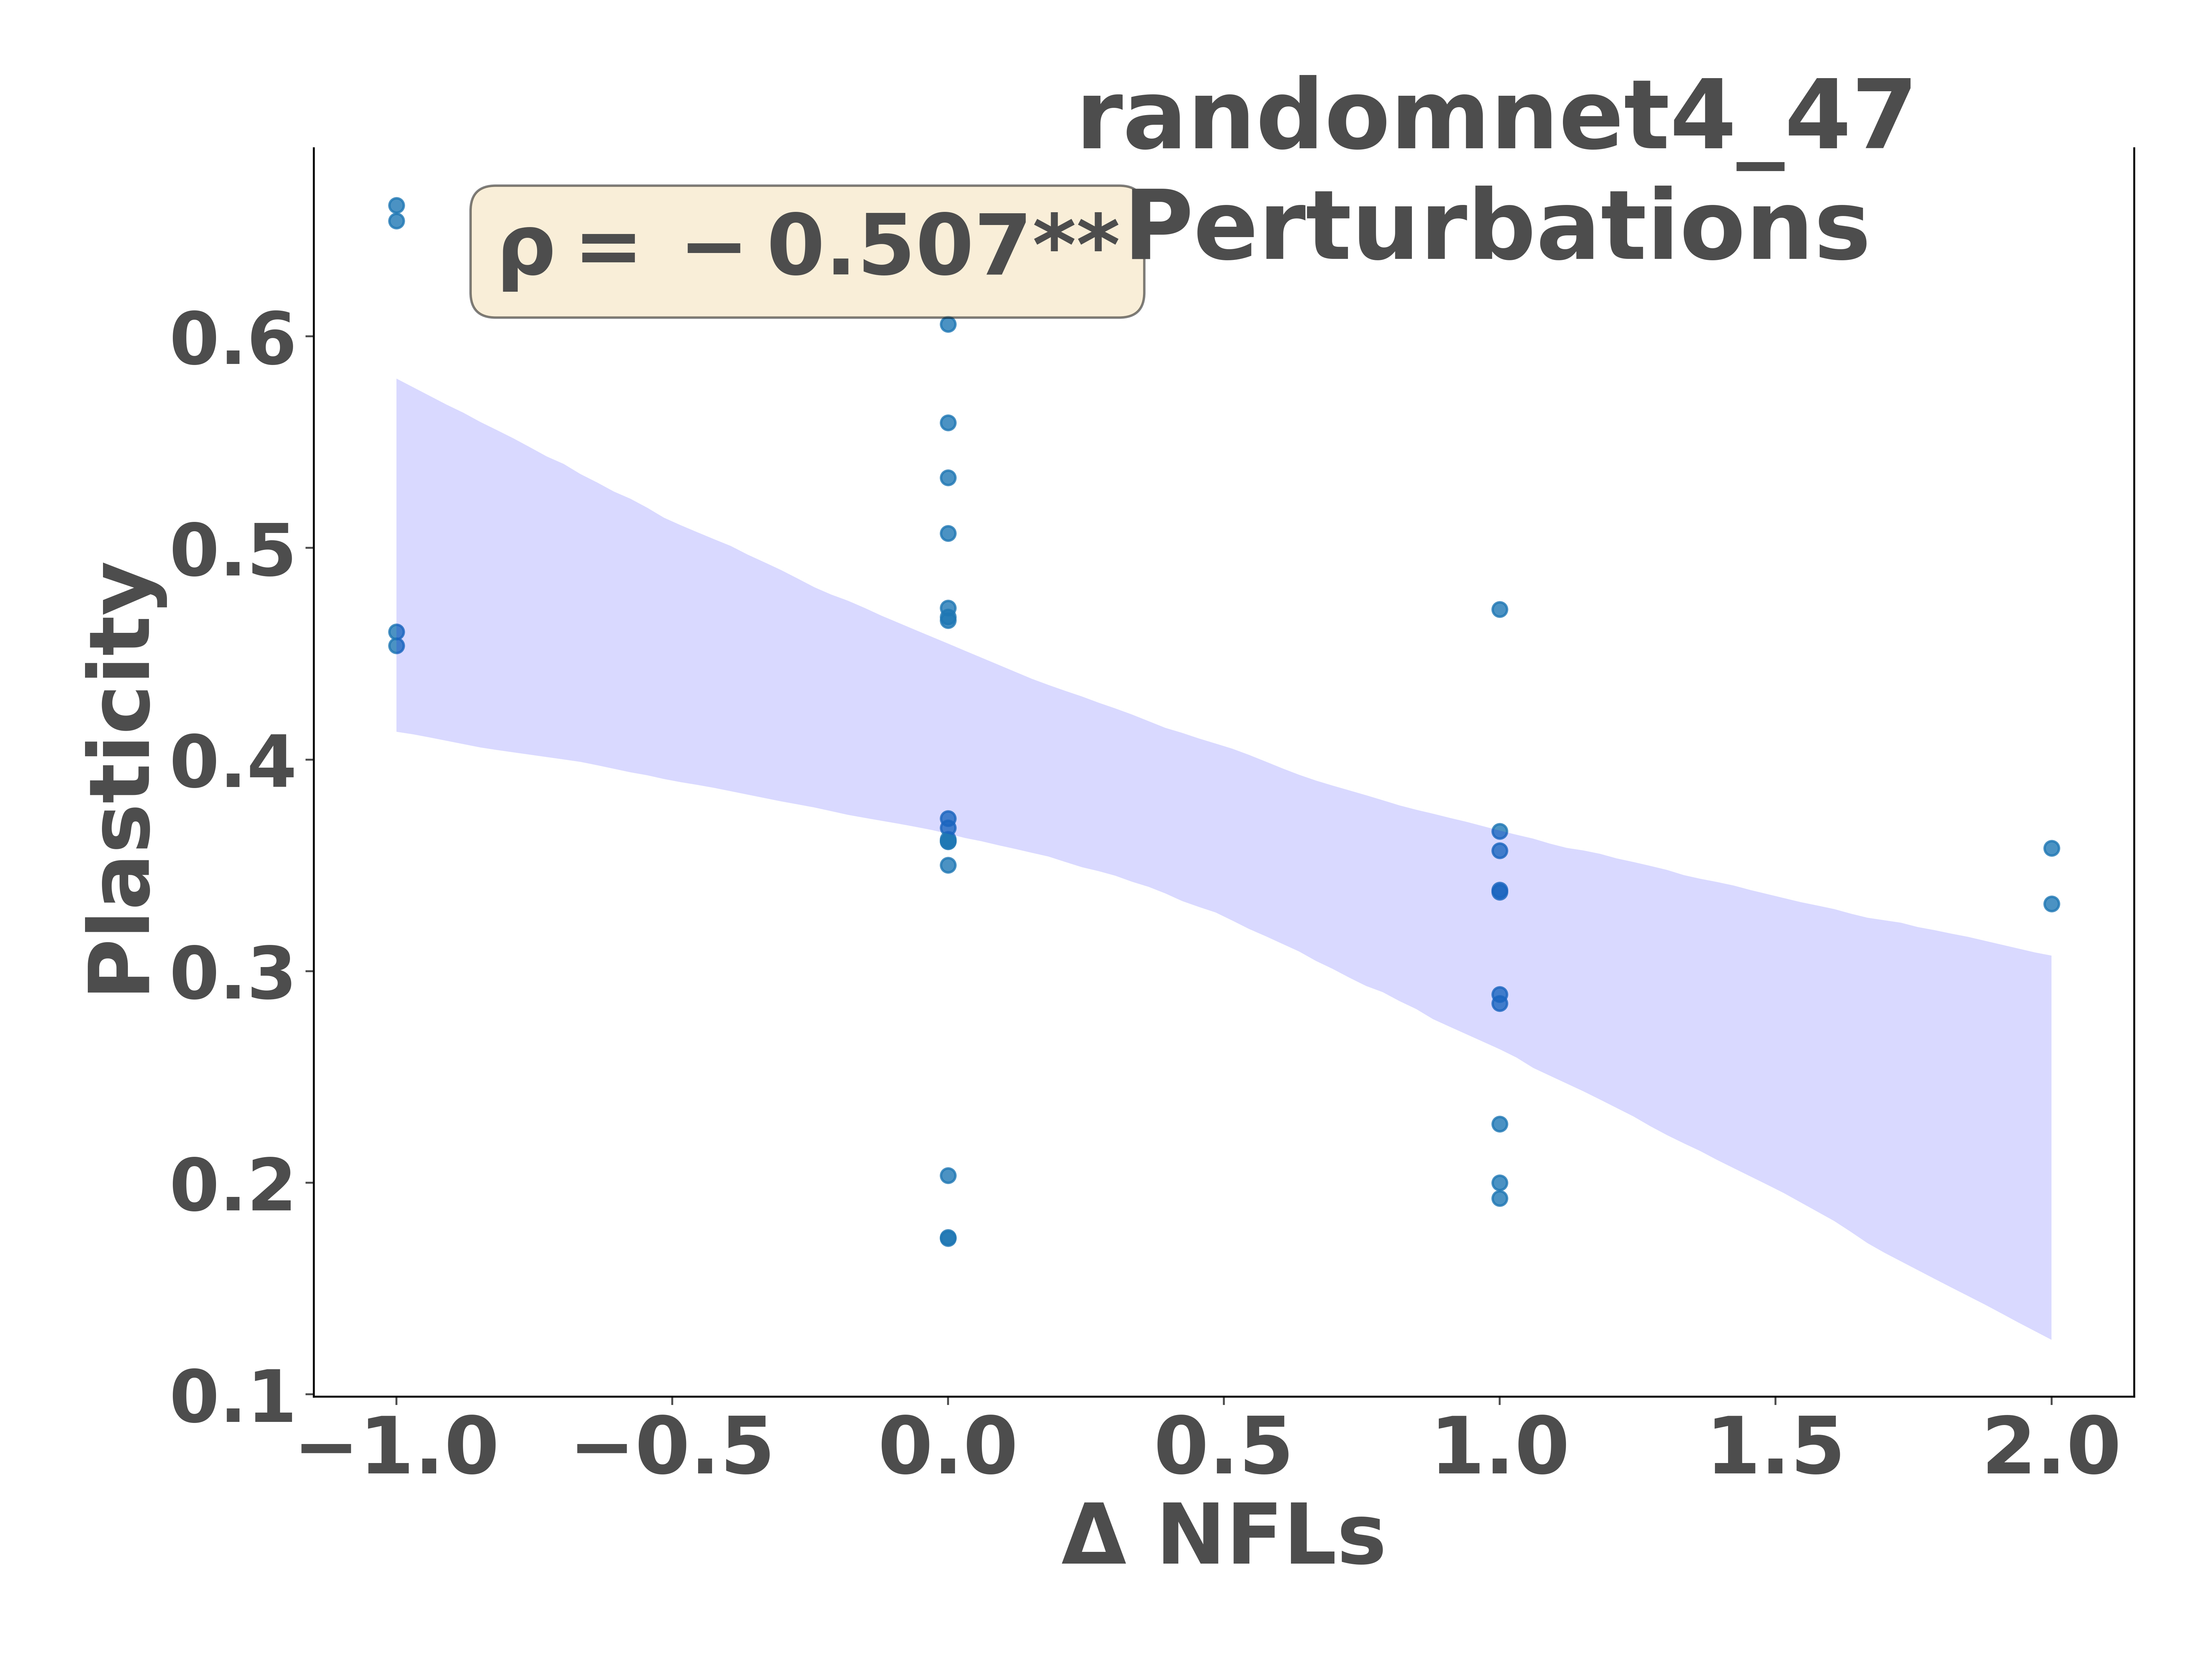 randomnet4_47
Perturbations
ρ = − 0.507**
Plasticity
0.6
0.5
0.4
0.3
0.2
0.1
−1.0 −0.5 0.0 0.5 1.0 1.5 2.0
Δ NFLs